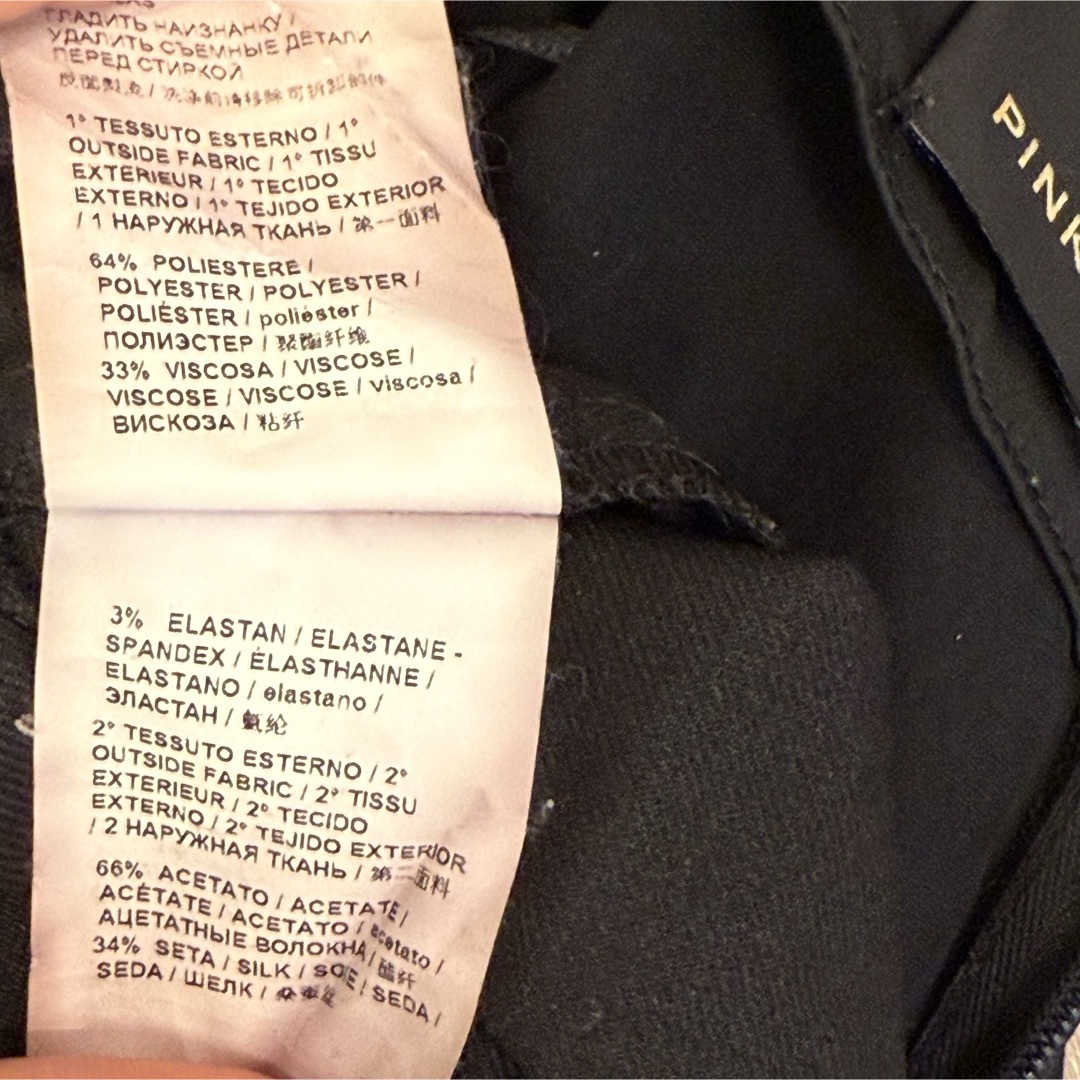 ГЛАДИТЬ НАИЗНАНКУ /
УДАЛИТЬ СЪЕМНЫЕ ДЕТАЛИ
ПЕРЕД СТИРКОЙ
1° TESSUTO ESTERNO / 1°
OUTSIDE FABRIC / 1° TISSU
EXTERIEUR / 1° TECIDO
EXTERNO / 1° TEJIDO EXTERIOR
/ 1 НАРУЖНАЯ ТКАНЬ / 第一面料
64% POLIESTERE /
POLYESTER / POLYESTER /
POLIÉSTER / poliéster /
ПОЛИЭСТЕР / 聚酯纤维
33% VISCOSA / VISCOSE /
VISCOSE / VISCOSE / viscosa /
ВИСКОЗА / 粘纤
3% ELASTAN / ELASTANE -
SPANDEX / ÉLASTHANNE /
ELASTANO / elastano /
ЭЛАСТАН / 氨纶
2° TESSUTO ESTERNO / 2°
OUTSIDE FABRIC / 2° TISSU
EXTERIEUR / 2° TECIDO
EXTERNO / 2° TEJIDO EXTERIOR
/ 2 НАРУЖНАЯ ТКАНЬ / 第二面料
66% ACETATO / ACETATE /
ACÉTATE / ACETATO / acetato /
АЦЕТАТНЫЕ ВОЛОКНА / 醋纤
34% SETA / SILK / SOIE / SEDA /
SEDA / ШЕЛК /
PINK